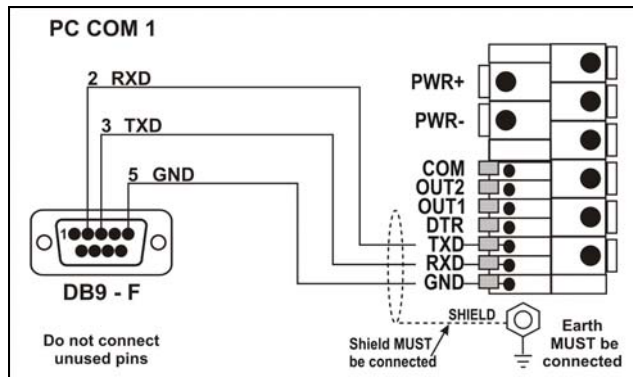 PC COM 1
2 RXD
3 TXD
5 GND
1
DB9 - F
Do not connect
unused pins
PWR+
PWR-
COM
OUT2
OUT1
DTR
TXD
RXD
GND
SHIELD
Shield MUST
be connected
Earth
MUST be
connected